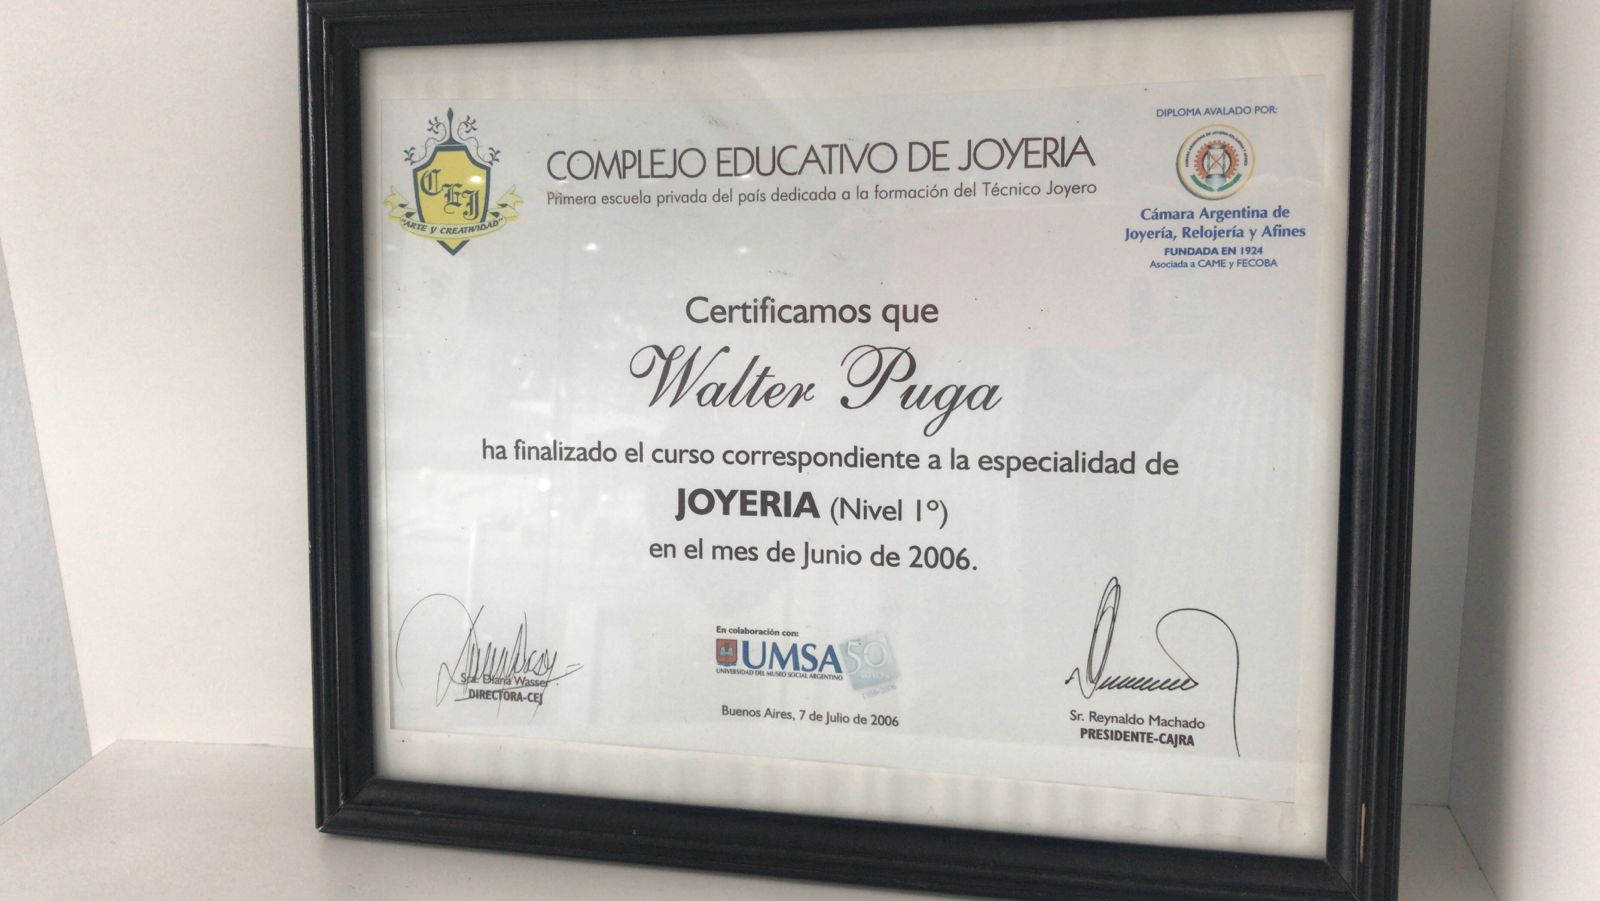 CEJ
"ARTE Y CREATIVIDAD"
COMPLEJO EDUCATIVO DE JOYERIA
Primera escuela privada del país dedicada a la formación del Técnico Joyero
DIPLOMA AVALADO POR:
Cámara Argentina de
Joyería, Relojería y Afines
FUNDADA EN 1924
Asociada a CAME y FECOBA
Certificamos que
Walter Puga
ha finalizado el curso correspondiente a la especialidad de
JOYERIA (Nivel 1º)
en el mes de Junio de 2006.
Sra. Diana Wasser
DIRECTORA-CEJ
En colaboración con:
UMSA 50 años
UNIVERSIDAD DEL MUSEO SOCIAL ARGENTINO
1956-2006
Buenos Aires, 7 de Julio de 2006
Sr. Reynaldo Machado
PRESIDENTE-CAJRA